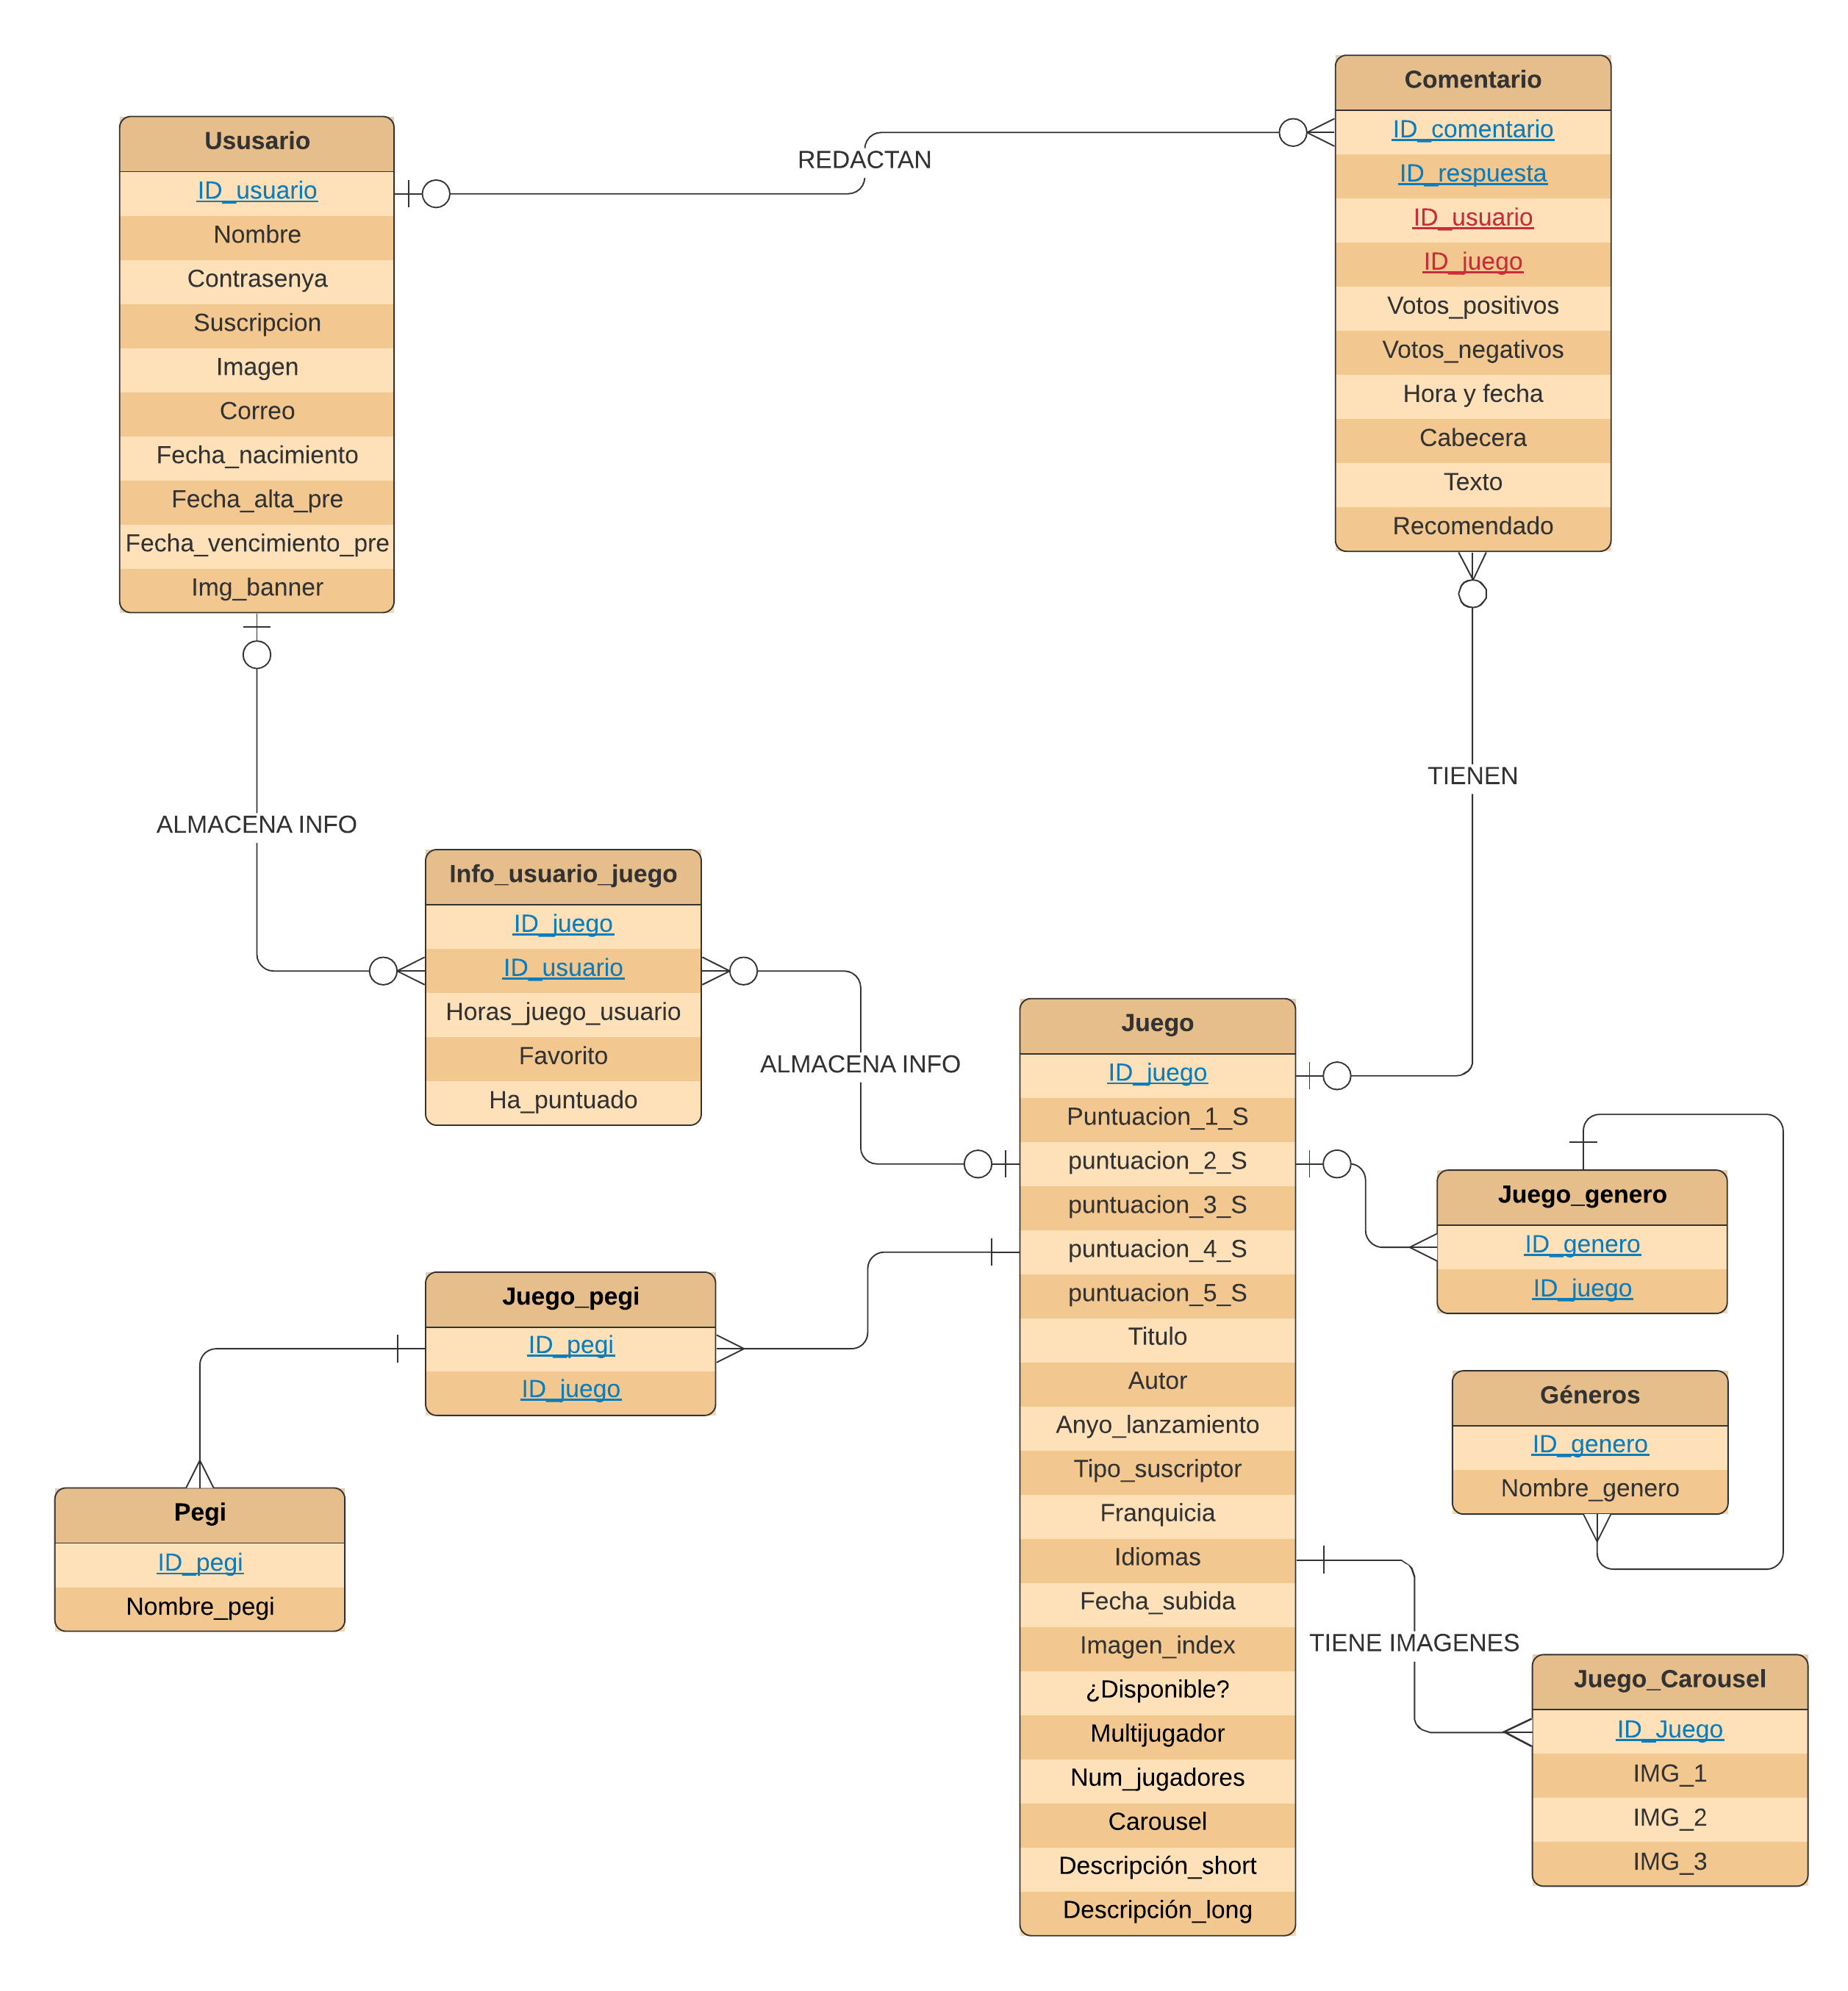 Ususario
ID_usuario
Nombre
Contrasenya
Suscripcion
Imagen
Correo
Fecha_nacimiento
Fecha_alta_pre
Fecha_vencimiento_pre
Img_banner
REDACTAN
Comentario
ID_comentario
ID_respuesta
ID_usuario
ID_juego
Votos_positivos
Votos_negativos
Hora y fecha
Cabecera
Texto
Recomendado
ALMACENA INFO
TIENEN
Info_usuario_juego
ID_juego
ID_usuario
Horas_juego_usuario
Favorito
Ha_puntuado
ALMACENA INFO
Juego
ID_juego
Puntuacion_1_S
puntuacion_2_S
puntuacion_3_S
puntuacion_4_S
puntuacion_5_S
Titulo
Autor
Anyo_lanzamiento
Tipo_suscriptor
Franquicia
Idiomas
Fecha_subida
Imagen_index
¿Disponible?
Multijugador
Num_jugadores
Carousel
Descripción_short
Descripción_long
Juego_genero
ID_genero
ID_juego
Juego_pegi
ID_pegi
ID_juego
Géneros
ID_genero
Nombre_genero
Pegi
ID_pegi
Nombre_pegi
TIENE IMAGENES
Juego_Carousel
ID_Juego
IMG_1
IMG_2
IMG_3